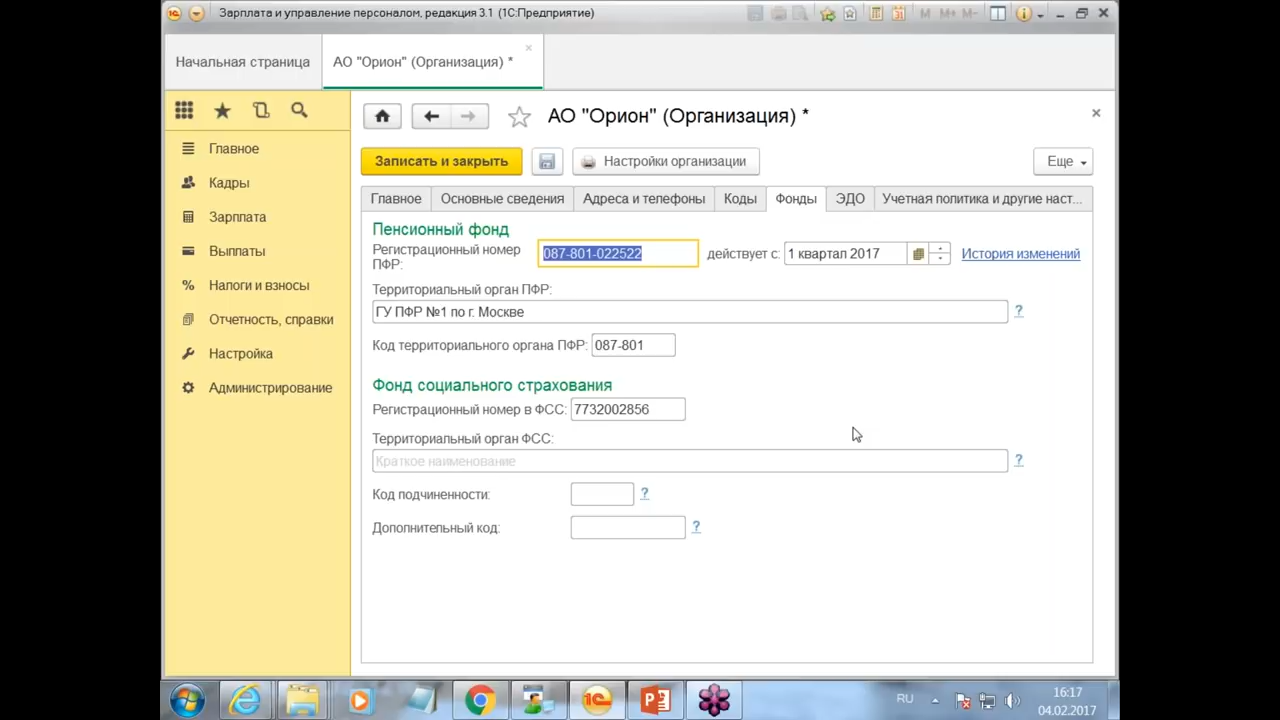 Зарплата и управление персоналом, редакция 3.1 (1С:Предприятие)
M M+ M-
Начальная страница
АО "Орион" (Организация) *
АО "Орион" (Организация) *
Записать и закрыть
Настройки организации
Еще
Главное
Кадры
Зарплата
Выплаты
Налоги и взносы
Отчетность, справки
Настройка
Администрирование
Главное Основные сведения Адреса и телефоны Коды Фонды ЭДО Учетная политика и другие наст...
Пенсионный фонд
Регистрационный номер
ПФР:
087-801-022522
действует с: 1 квартал 2017
История изменений
Территориальный орган ПФР:
ГУ ПФР №1 по г. Москве ?
Код территориального органа ПФР: 087-801
Фонд социального страхования
Регистрационный номер в ФСС: 7732002856
Территориальный орган ФСС:
Краткое наименование ?
Код подчиненности: ?
Дополнительный код: ?
RU
16:17
04.02.2017